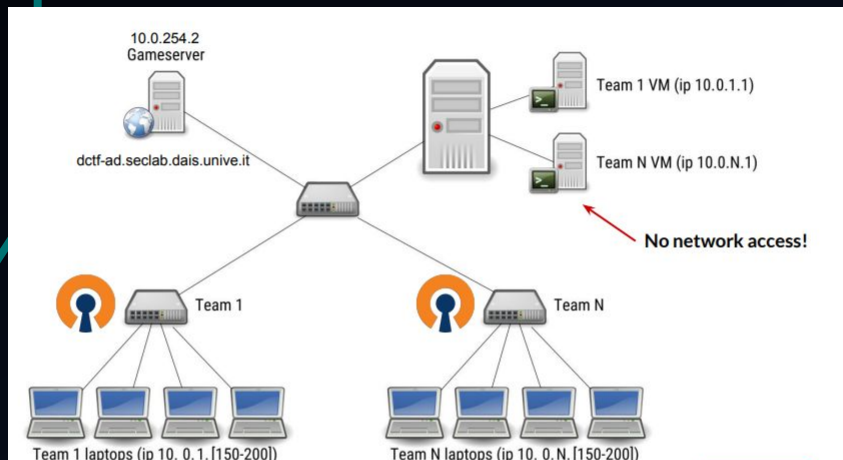 10.0.254.2
Gameserver
dctf-ad.seclab.dais.unive.it
Team 1 VM (ip 10.0.1.1)
Team N VM (ip 10.0.N.1)
No network access!
Team 1
Team N
Team 1 laptops (ip 10. 0.1.[150-200])
Team N laptops (ip 10. 0.N.[150-200])